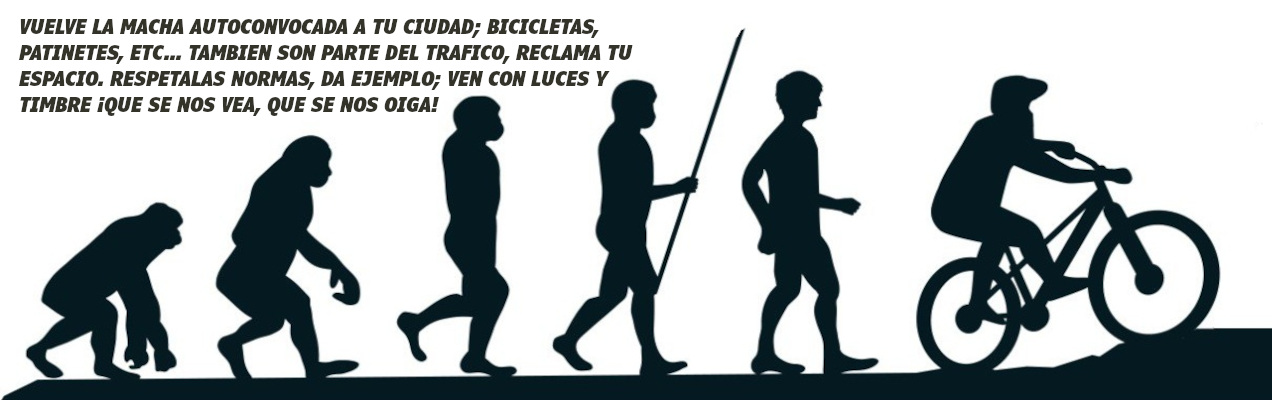 VUELVE LA MACHA AUTOCONVOCADA A TU CIUDAD; BICICLETAS,
PATINETES, ETC... TAMBIEN SON PARTE DEL TRAFICO, RECLAMA TU
ESPACIO. RESPETALAS NORMAS, DA EJEMPLO; VEN CON LUCES Y
TIMBRE ¡QUE SE NOS VEA, QUE SE NOS OIGA!